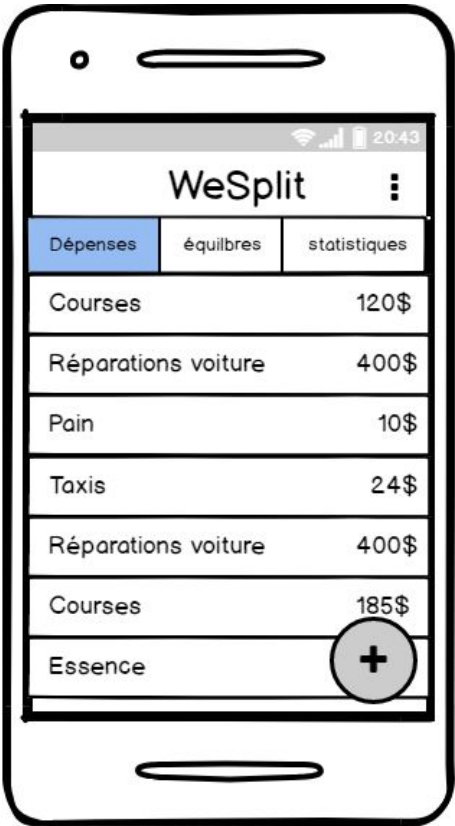 20:43
WeSplit
Dépenses équilbres statistiques
Courses 120$
Réparations voiture 400$
Pain 10$
Taxis 24$
Réparations voiture 400$
Courses 185$
Essence
+